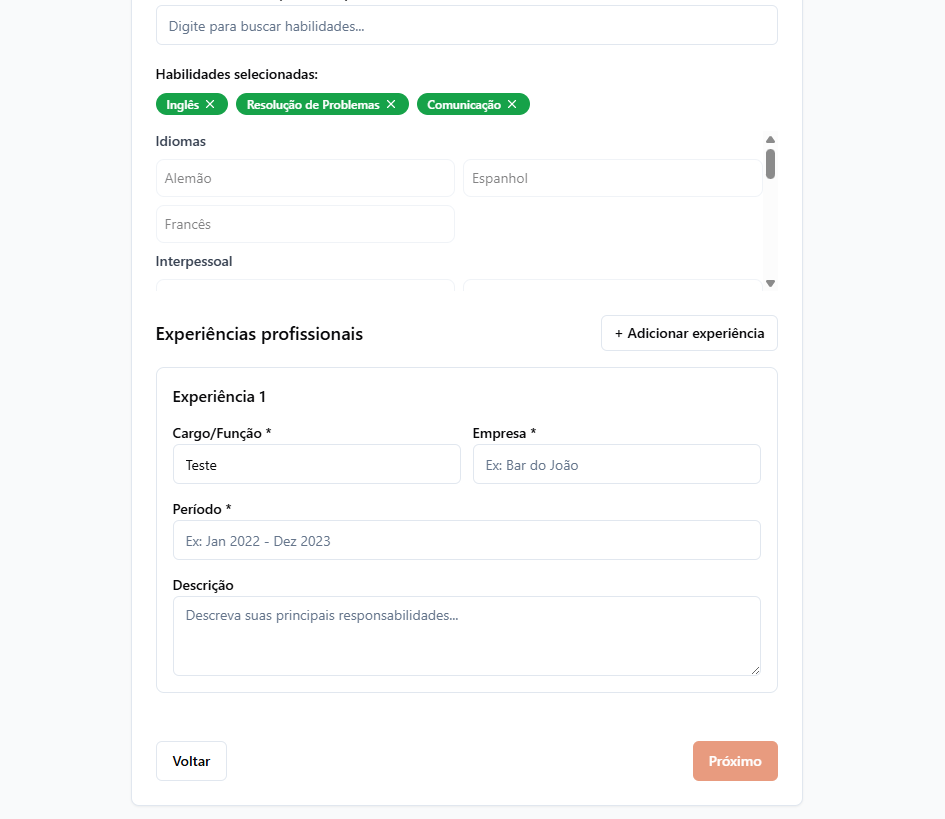 Digite para buscar habilidades...
Habilidades selecionadas:
Inglês ✕ Resolução de Problemas ✕ Comunicação ✕
Idiomas
Alemão Espanhol
Francês
Interpessoal
Experiências profissionais + Adicionar experiência
Experiência 1
Cargo/Função * Empresa *
Teste Ex: Bar do João
Período *
Ex: Jan 2022 - Dez 2023
Descrição
Descreva suas principais responsabilidades...
Voltar Próximo